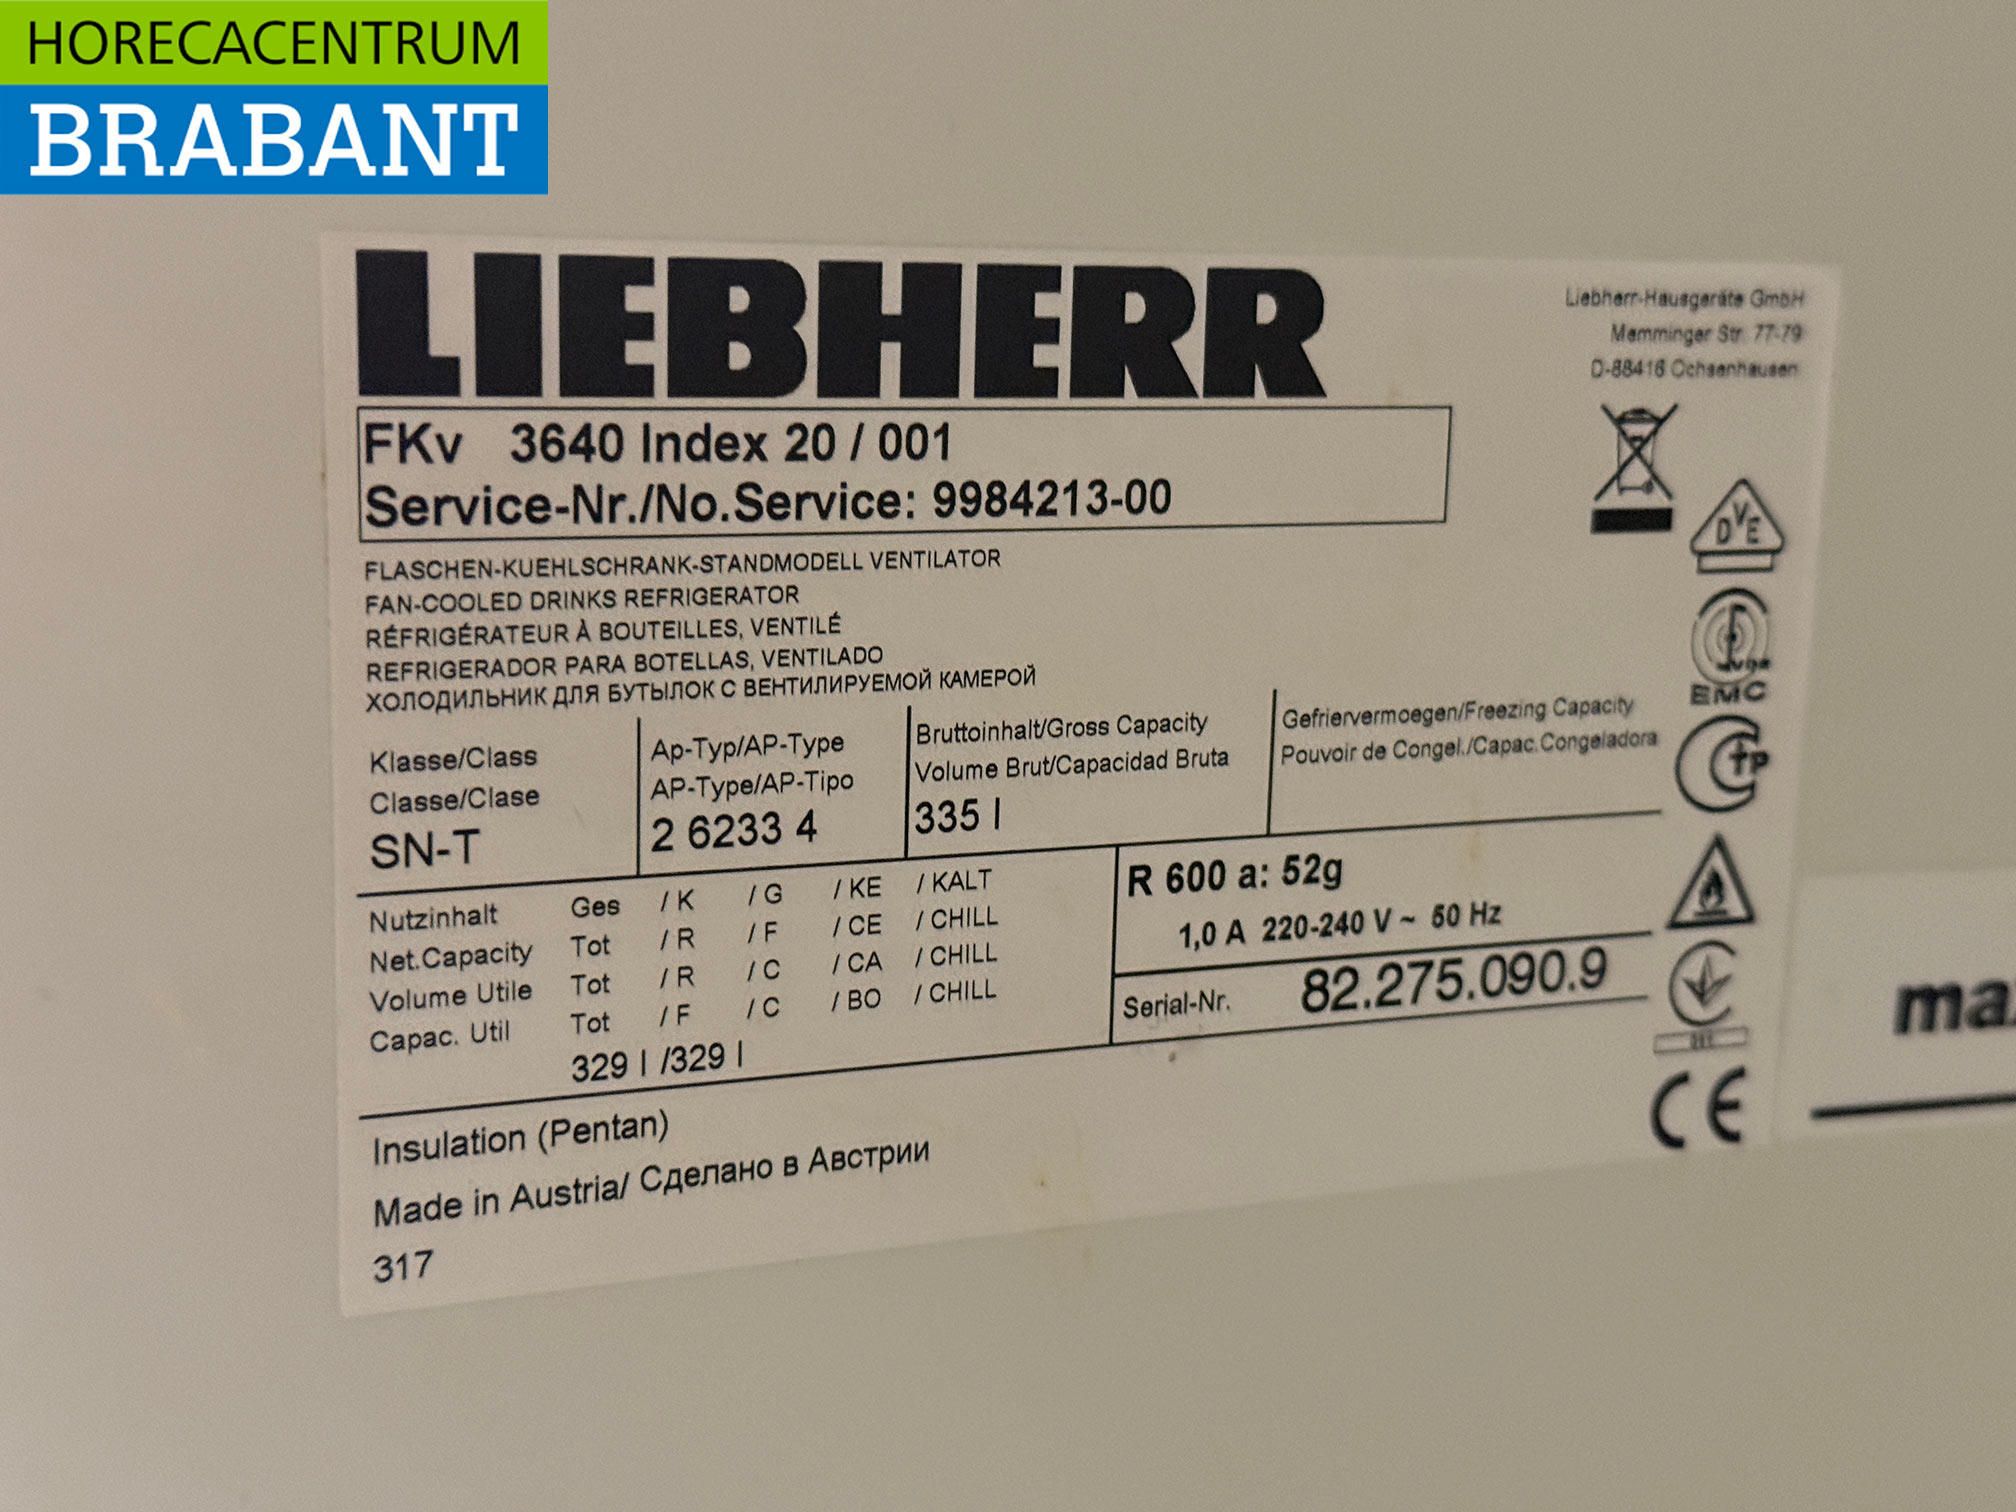 HORECACENTRUM
BRABANT
LIEBHERR
Liebherr-Hausgeräte GmbH
Memminger Str. 77-79
D-88416 Ochsenhausen
FKv 3640 Index 20 / 001
Service-Nr./No.Service: 9984213-00
FLASCHEN-KUEHLSCHRANK-STANDMODELL VENTILATOR
FAN-COOLED DRINKS REFRIGERATOR
RÉFRIGÉRATEUR À BOUTEILLES, VENTILÉ
REFRIGERADOR PARA BOTELLAS, VENTILADO
ХОЛОДИЛЬНИК ДЛЯ БУТЫЛОК С ВЕНТИЛИРУЕМОЙ КАМЕРОЙ
Klasse/Class
Classe/Clase
SN-T
Ap-Typ/AP-Type
AP-Type/AP-Tipo
2 6233 4
Bruttoinhalt/Gross Capacity
Volume Brut/Capacidad Bruta
335 l
Gefriervermoegen/Freezing Capacity
Pouvoir de Congel./Capac.Congeladora
Nutzinhalt Ges / K / G / KE / KALT
Net.Capacity Tot / R / F / CE / CHILL
Volume Utile Tot / R / C / CA / CHILL
Capac. Util Tot / F / C / BO / CHILL
329 l /329 l
R 600 a: 52g
1,0 A 220-240 V ~ 50 Hz
Serial-Nr. 82.275.090.9
Insulation (Pentan)
Made in Austria/ Сделано в Австрии
317
DVE
EMC
CE